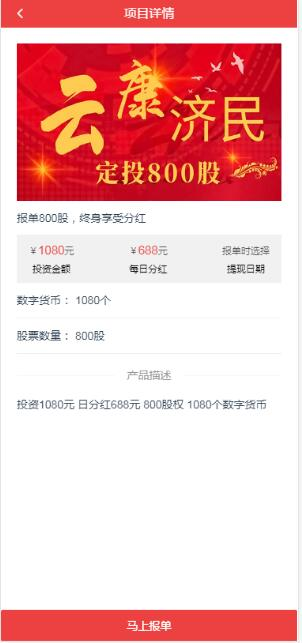 项目详情
云康济民
定投800股
报单800股，终身享受分红
￥1080元 ￥688元 报单时选择
投资金额 每日分红 提现日期
数字货币： 1080个
股票数量： 800股
产品描述
投资1080元 日分红688元 800股权 1080个数字货币
马上报单